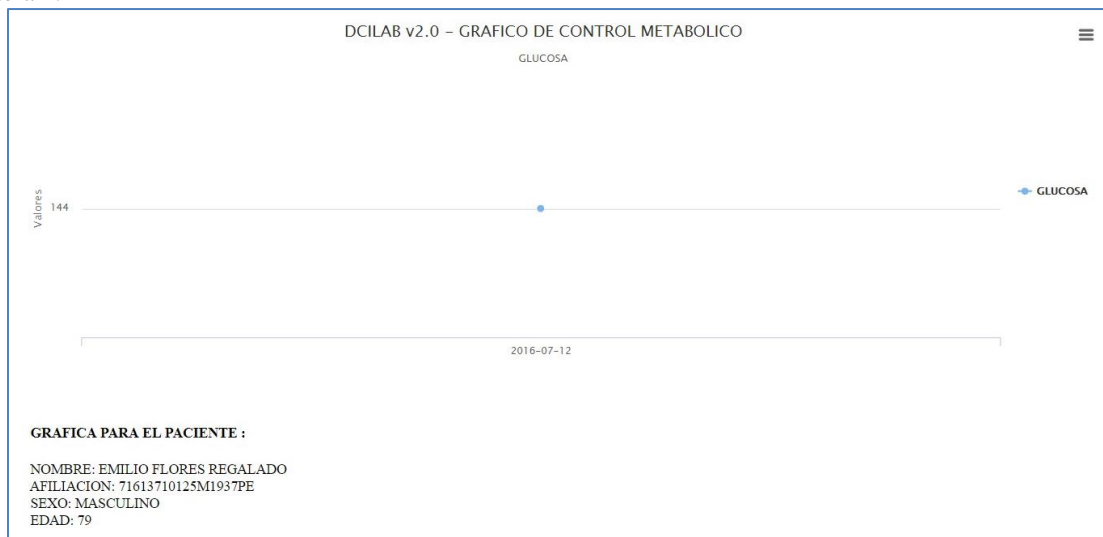 DCILAB v2.0 - GRAFICO DE CONTROL METABOLICO
GLUCOSA
Valores
144
GLUCOSA
2016-07-12
GRAFICA PARA EL PACIENTE :
NOMBRE: EMILIO FLORES REGALADO
AFILIACION: 71613710125M1937PE
SEXO: MASCULINO
EDAD: 79